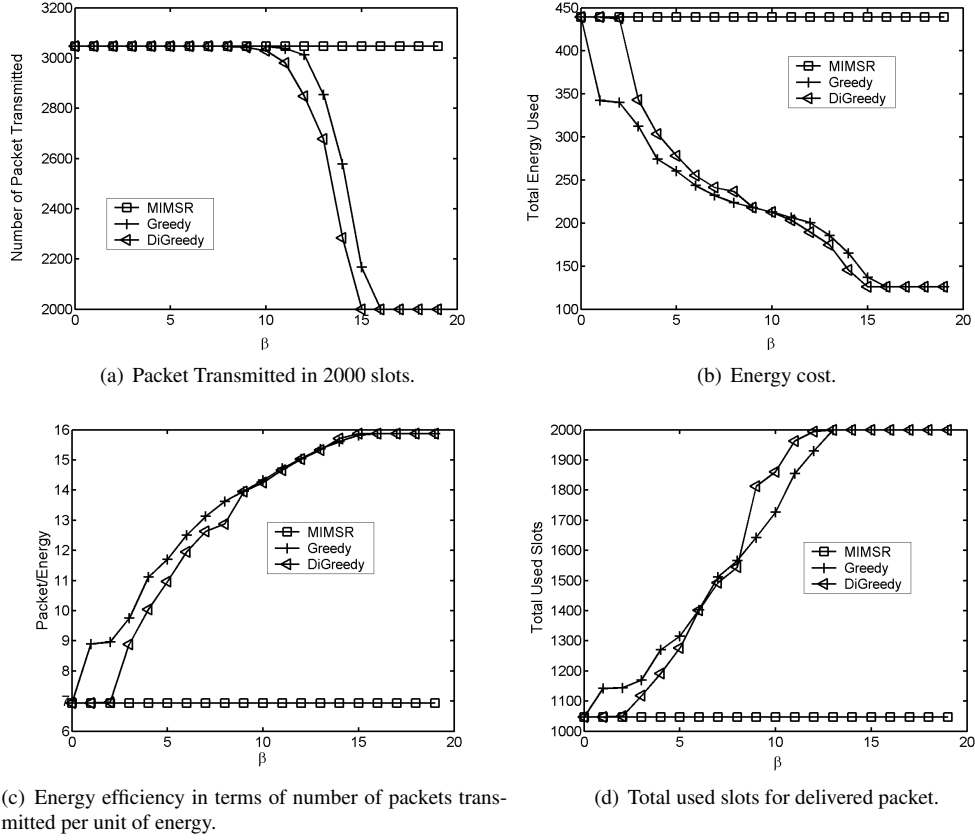 3200
3000
2800
2600
2400
2200
2000
Number of Packet Transmitted
MIMSR
Greedy
DiGreedy
0 5 10 15 20
β
(a) Packet Transmitted in 2000 slots.
450
400
350
300
250
200
150
100
Total Energy Used
MIMSR
Greedy
DiGreedy
0 5 10 15 20
β
(b) Energy cost.
16
15
14
13
12
11
10
9
8
7
6
Packet/Energy
MIMSR
Greedy
DiGreedy
0 5 10 15 20
β
(c) Energy efficiency in terms of number of packets trans-
mitted per unit of energy.
2000
1900
1800
1700
1600
1500
1400
1300
1200
1100
1000
Total Used Slots
MIMSR
Greedy
DiGreedy
0 5 10 15 20
β
(d) Total used slots for delivered packet.